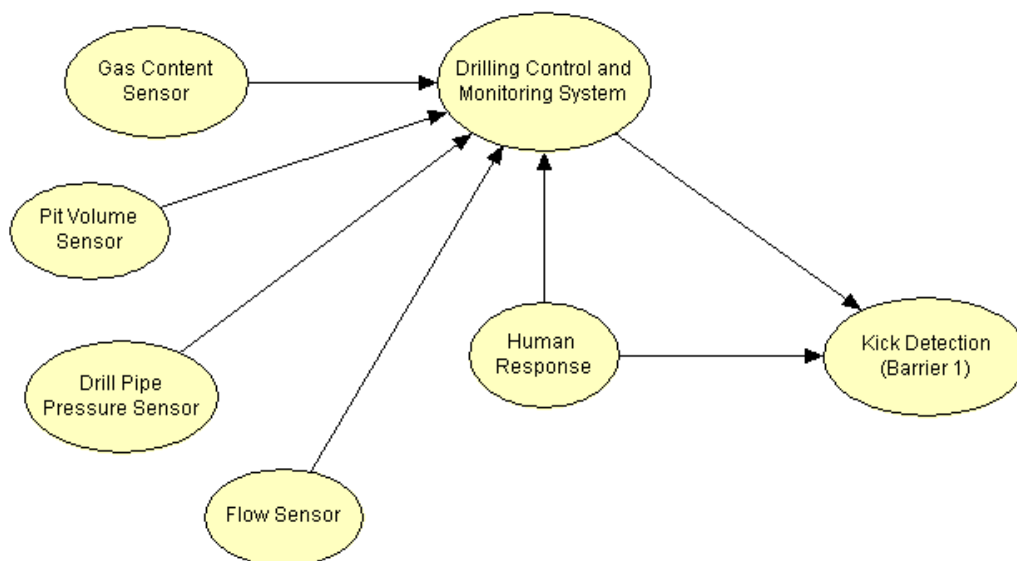 Gas Content
Sensor
Drilling Control and
Monitoring System
Pit Volume
Sensor
Human
Response
Kick Detection
(Barrier 1)
Drill Pipe
Pressure Sensor
Flow Sensor